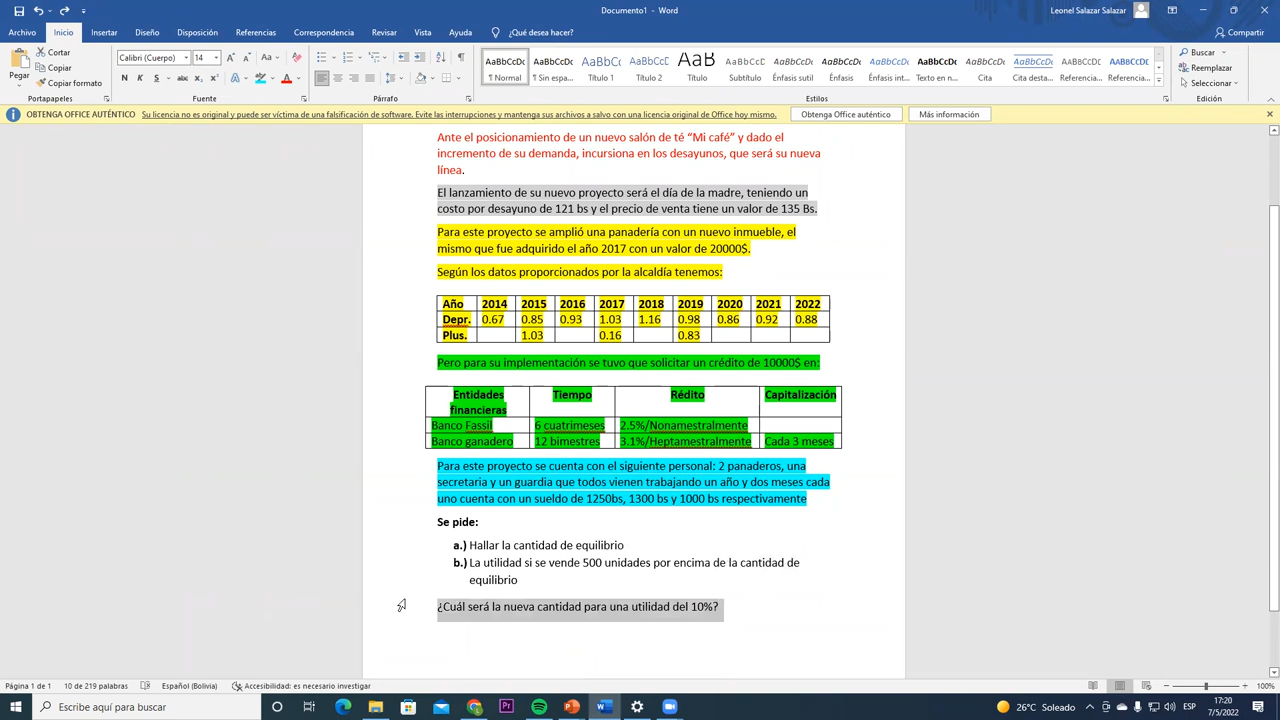 Documento1 - Word
Leonel Salazar Salazar
Archivo Inicio Insertar Diseño Disposición Referencias Correspondencia Revisar Vista Ayuda ¿Qué desea hacer? Compartir
Pegar
Cortar
Copiar
Copiar formato
Calibri (Cuerpo) 14
AaBbCcDc AaBbCcDc AaBbCc AaBbCcD AaB AaBbCcD AaBbCcDc AaBbCcDc AaBbCcDc AaBbCcDc AaBbCcDc AaBbCcDc AaBbCcDc AaBbCcDc
¶ Normal ¶ Sin espa... Título 1 Título 2 Título Subtítulo Énfasis sutil Énfasis Énfasis int... Texto en n... Cita Cita desta... Referencia... Referencia...
Buscar
Reemplazar
Seleccionar
Portapapeles Fuente Párrafo Estilos Edición
OBTENGA OFFICE AUTÉNTICO Su licencia no es original y puede ser víctima de una falsificación de software. Evite las interrupciones y mantenga sus archivos a salvo con una licencia original de Office hoy mismo. Obtenga Office auténtico Más información
Ante el posicionamiento de un nuevo salón de té “Mi café” y dado el
incremento de su demanda, incursiona en los desayunos, que será su nueva
línea.
El lanzamiento de su nuevo proyecto será el día de la madre, teniendo un
costo por desayuno de 121 bs y el precio de venta tiene un valor de 135 Bs.
Para este proyecto se amplió una panadería con un nuevo inmueble, el
mismo que fue adquirido el año 2017 con un valor de 20000$.
Según los datos proporcionados por la alcaldía tenemos:
Año 2014 2015 2016 2017 2018 2019 2020 2021 2022
Depr. 0.67 0.85 0.93 1.03 1.16 0.98 0.86 0.92 0.88
Plus. 1.03 0.16 0.83
Pero para su implementación se tuvo que solicitar un crédito de 10000$ en:
Entidades Tiempo Rédito Capitalización
financieras
Banco Fassil 6 cuatrimeses 2.5%/Nonamestralmente
Banco ganadero 12 bimestres 3.1%/Heptamestralmente Cada 3 meses
Para este proyecto se cuenta con el siguiente personal: 2 panaderos, una
secretaria y un guardia que todos vienen trabajando un año y dos meses cada
uno cuenta con un sueldo de 1250bs, 1300 bs y 1000 bs respectivamente
Se pide:
a.) Hallar la cantidad de equilibrio
b.) La utilidad si se vende 500 unidades por encima de la cantidad de
equilibrio
¿Cuál será la nueva cantidad para una utilidad del 10%?
Página 1 de 1 10 de 219 palabras Español (Bolivia) Accesibilidad: es necesario investigar 100%
Escribe aquí para buscar
26°C Soleado
ESP
17:20
7/5/2022